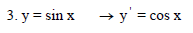 3. y = sin x → y' = cos x